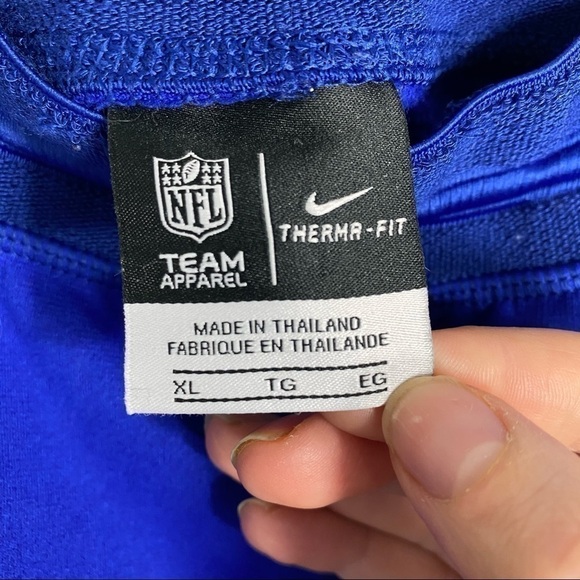 NFL
TEAM
APPAREL
THERMA-FIT
MADE IN THAILAND
FABRIQUE EN THAILANDE
XL TG EG